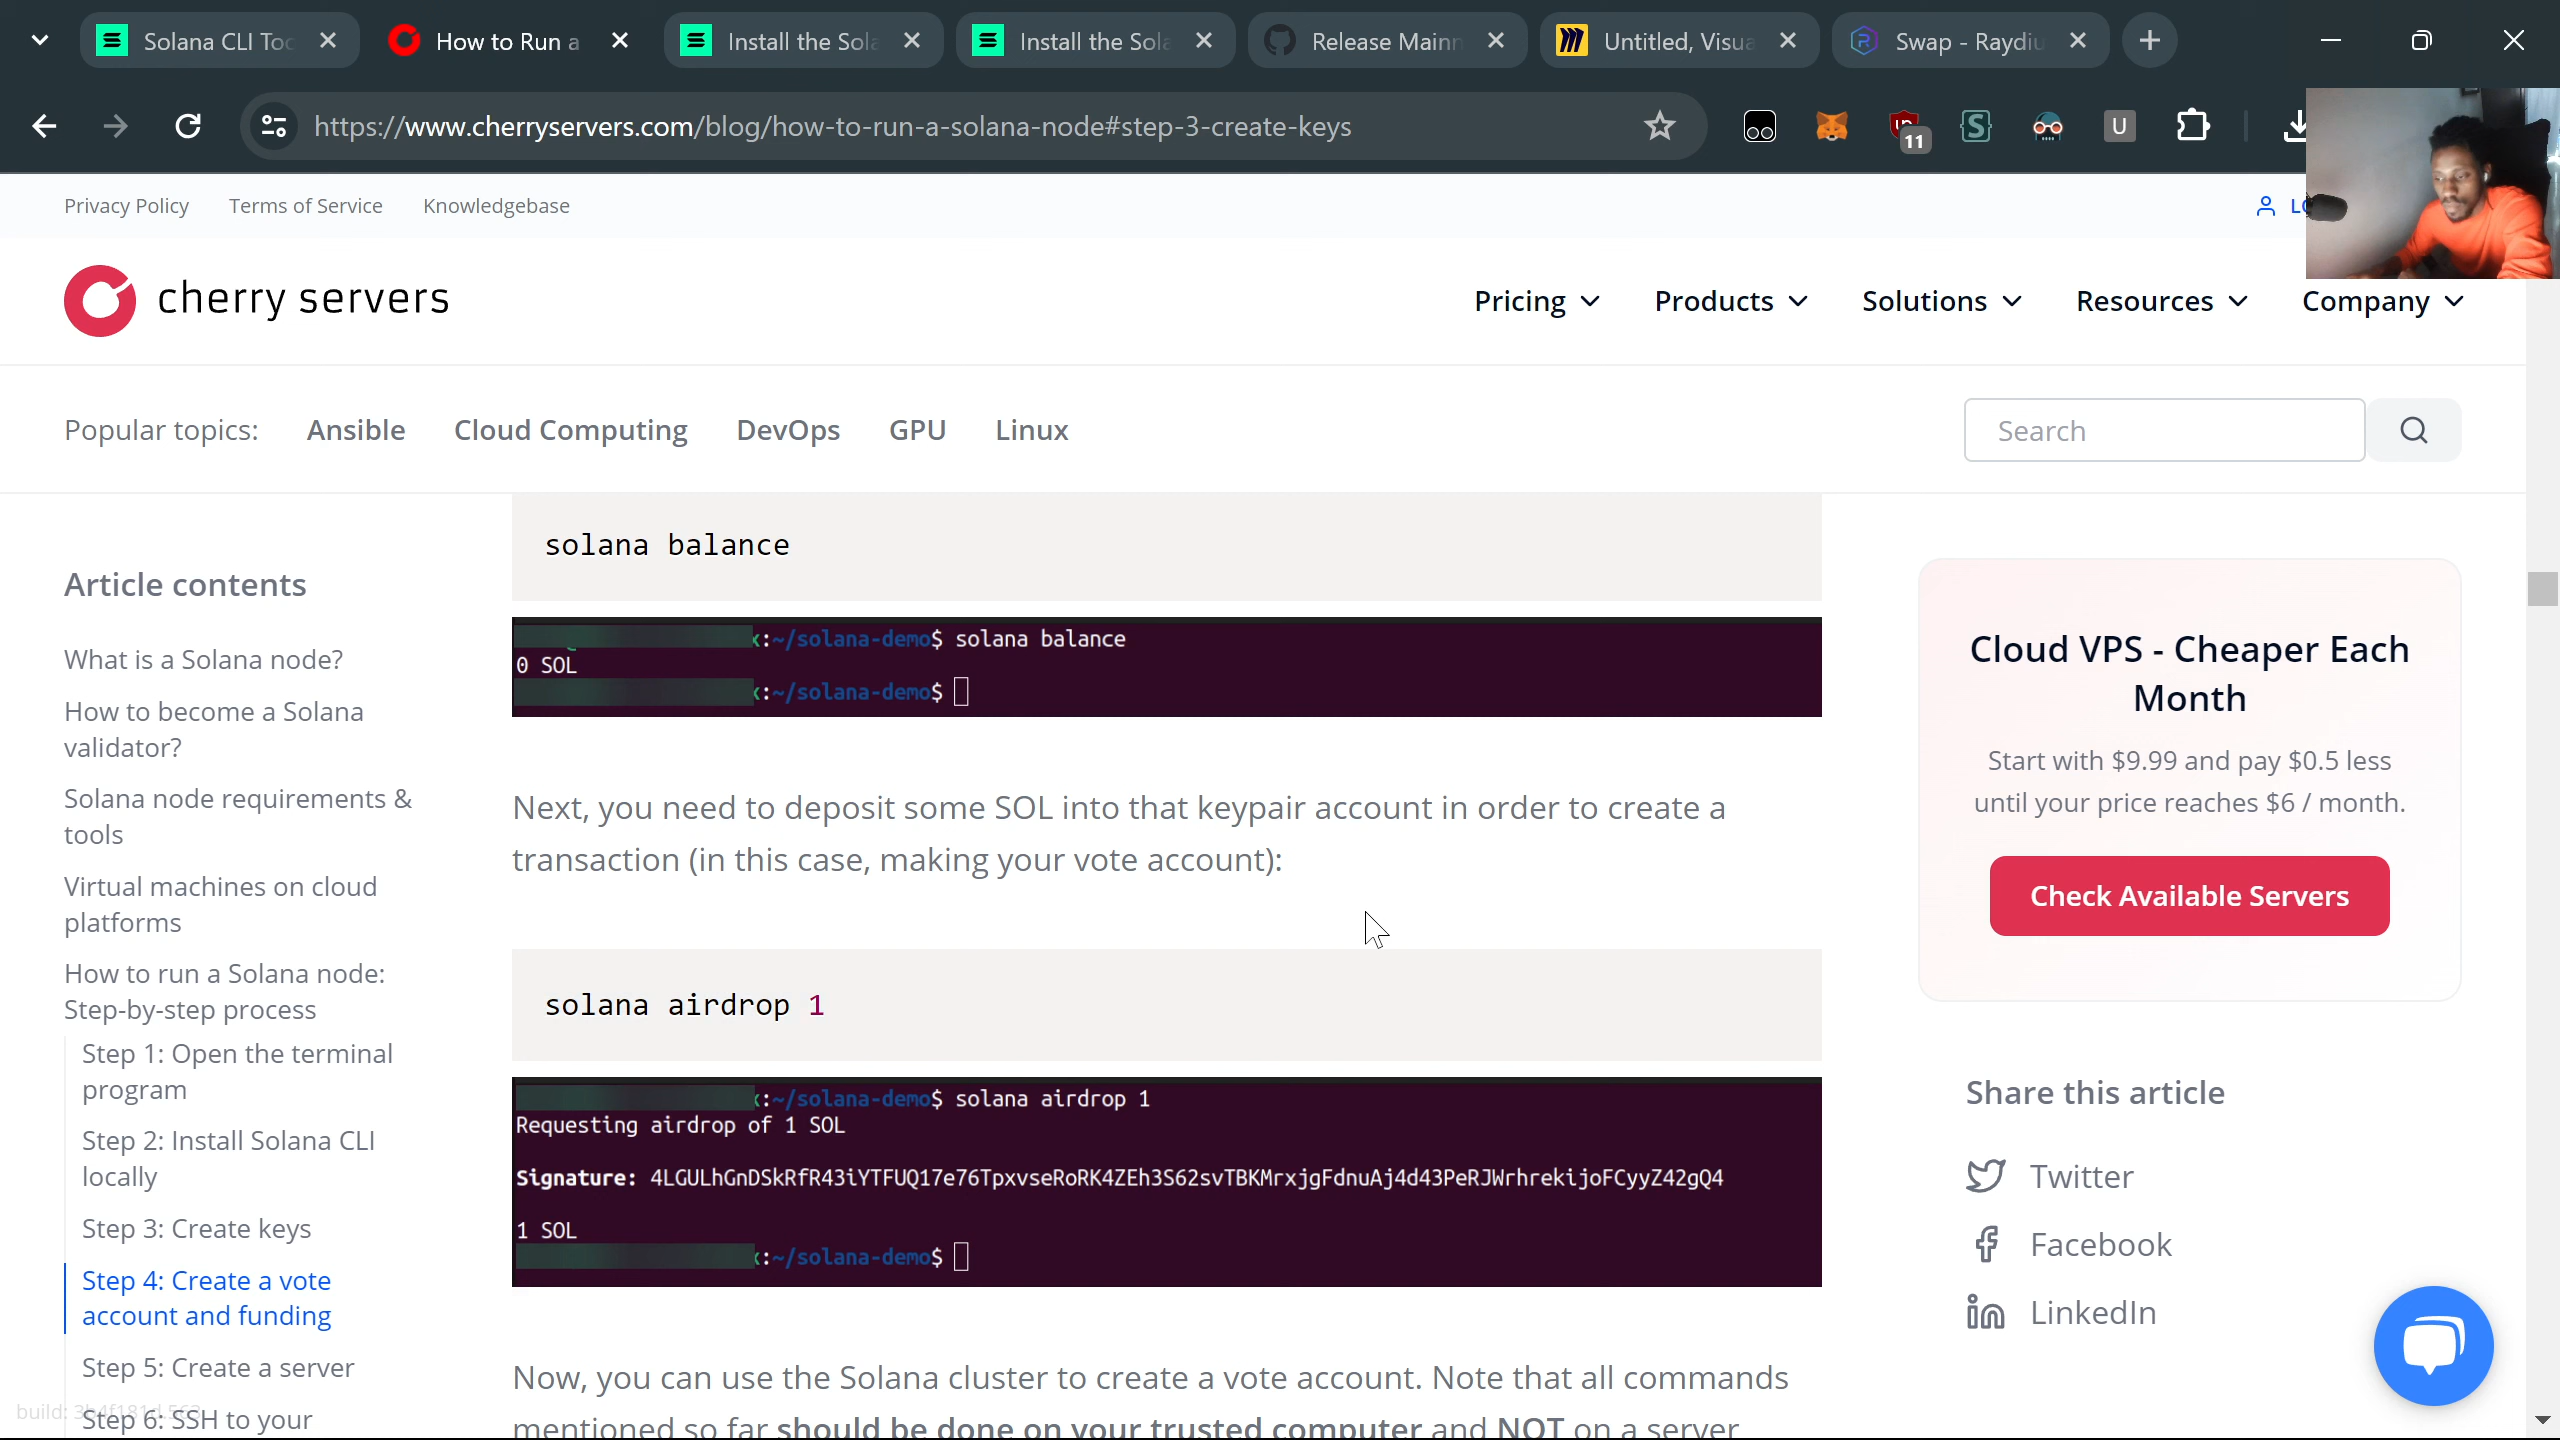 Solana CLI Too
How to Run a
Install the Sola
Install the Sola
Release Mainn
Untitled, Visua
Swap - Raydiu
https://www.cherryservers.com/blog/how-to-run-a-solana-node#step-3-create-keys
11
U
Privacy Policy
Terms of Service
Knowledgebase
cherry servers
Pricing
Products
Solutions
Resources
Company
Popular topics:
Ansible
Cloud Computing
DevOps
GPU
Linux
Search
Article contents
What is a Solana node?
How to become a Solana
validator?
Solana node requirements &
tools
Virtual machines on cloud
platforms
How to run a Solana node:
Step-by-step process
Step 1: Open the terminal
program
Step 2: Install Solana CLI
locally
Step 3: Create keys
Step 4: Create a vote
account and funding
Step 5: Create a server
Step 6: SSH to your
solana balance
:~/solana-demo$ solana balance
0 SOL
:~/solana-demo$
Next, you need to deposit some SOL into that keypair account in order to create a
transaction (in this case, making your vote account):
solana airdrop 1
:~/solana-demo$ solana airdrop 1
Requesting airdrop of 1 SOL
Signature: 4LGULhGnDSkRfR43iYTFUQ17e76TpxvseRoRK4ZEh3S62svTBKMrxjgFdnuAj4d43PeRJWrhrekijoFCyyZ42gQ4
1 SOL
:~/solana-demo$
Now, you can use the Solana cluster to create a vote account. Note that all commands
mentioned so far should be done on your trusted computer and NOT on a server
Cloud VPS - Cheaper Each
Month
Start with $9.99 and pay $0.5 less
until your price reaches $6 / month.
Check Available Servers
Share this article
Twitter
Facebook
LinkedIn
build: